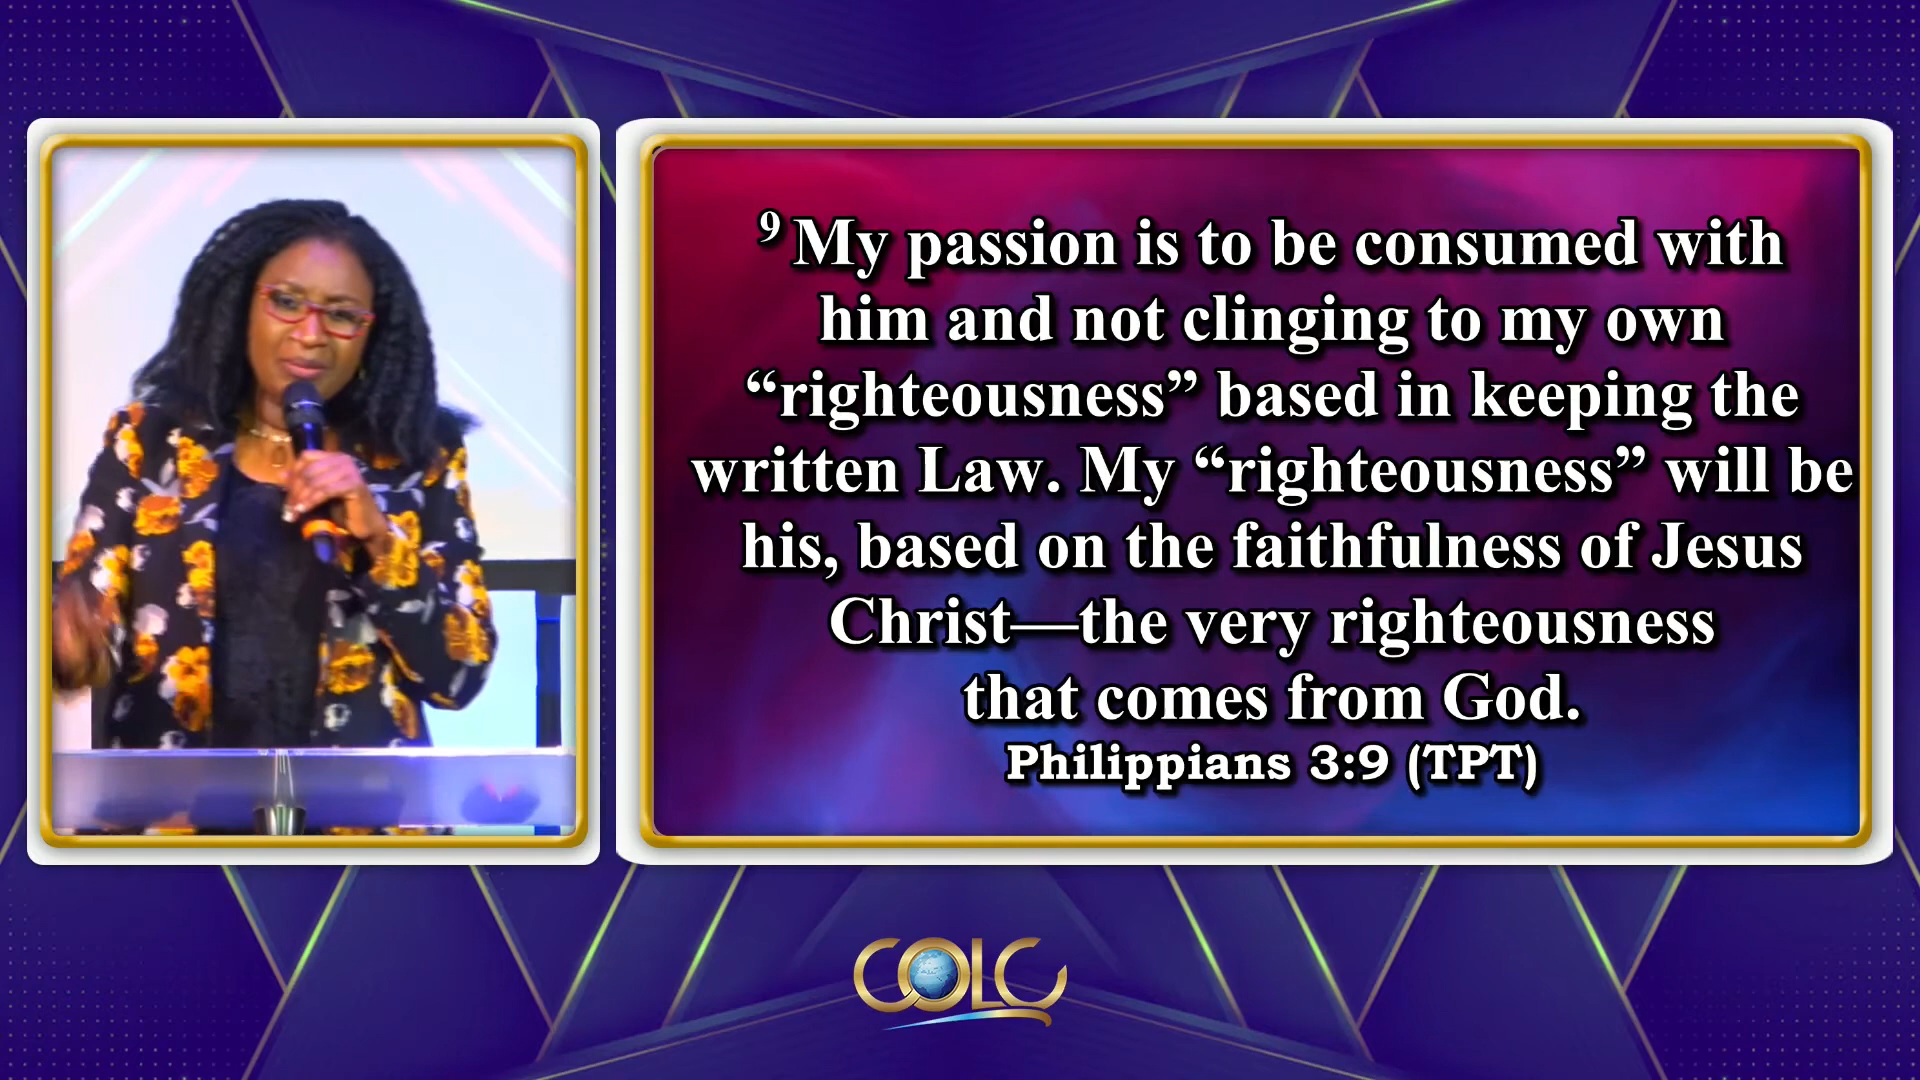 9 My passion is to be consumed with
him and not clinging to my own
“righteousness” based in keeping the
written Law. My “righteousness” will be
his, based on the faithfulness of Jesus
Christ—the very righteousness
that comes from God.
Philippians 3:9 (TPT)
COLC